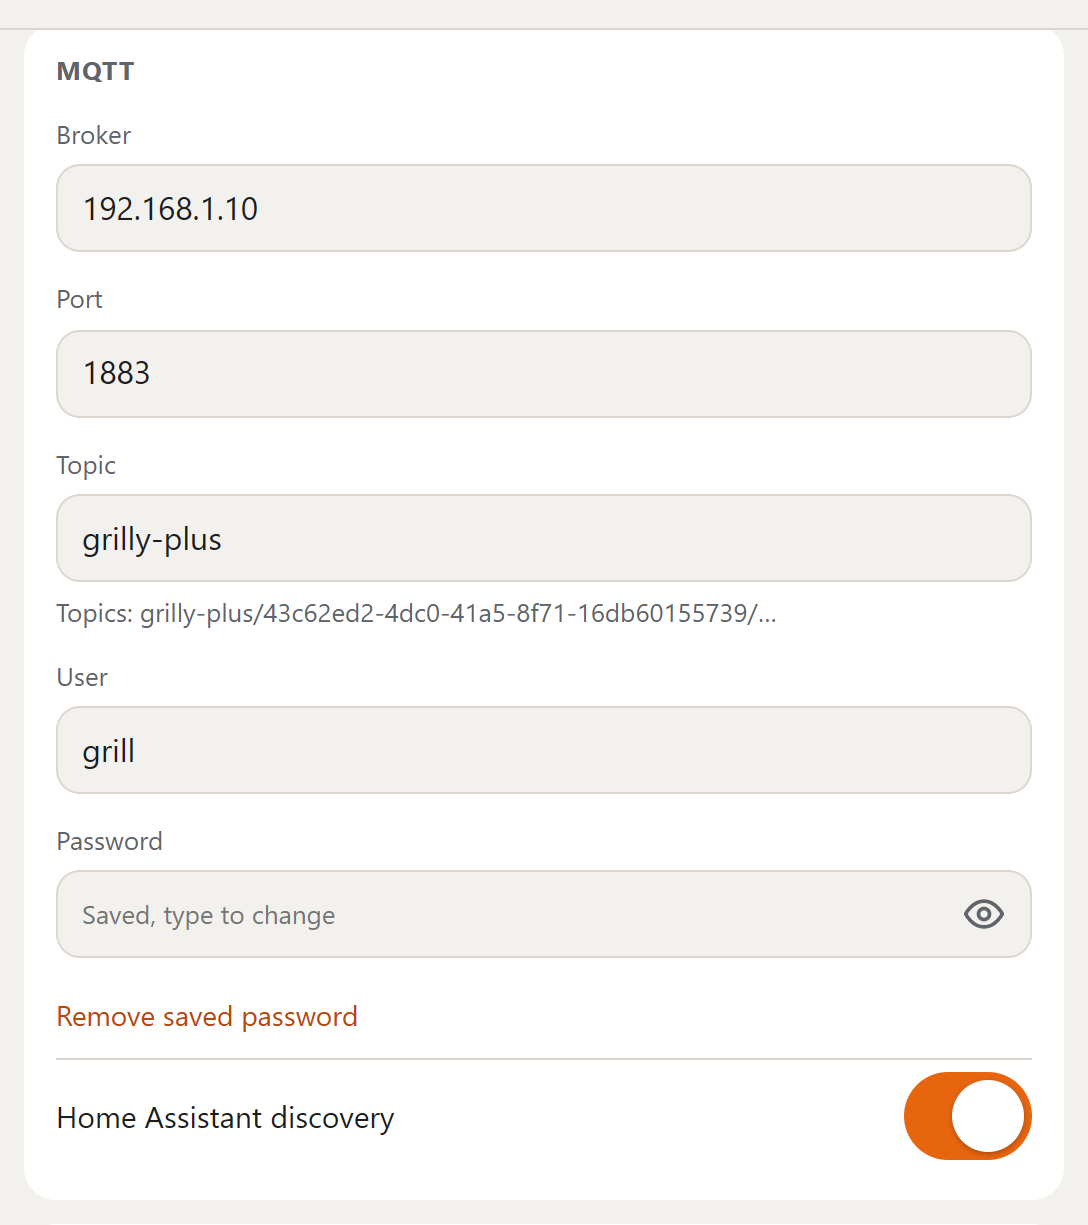 MQTT
Broker
192.168.1.10
Port
1883
Topic
grilly-plus
Topics: grilly-plus/43c62ed2-4dc0-41a5-8f71-16db60155739/...
User
grill
Password
Saved, type to change
Remove saved password
Home Assistant discovery